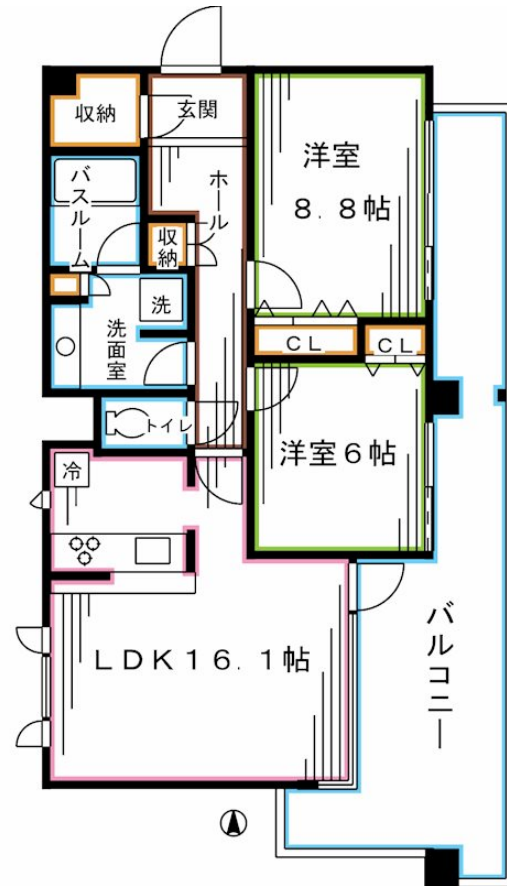 収納
玄関
洋室
8.8帖
バスルーム
ホール
収納
洗
洗面室
CL
CL
トイレ
洋室6帖
冷
LDK16.1帖
バルコニー